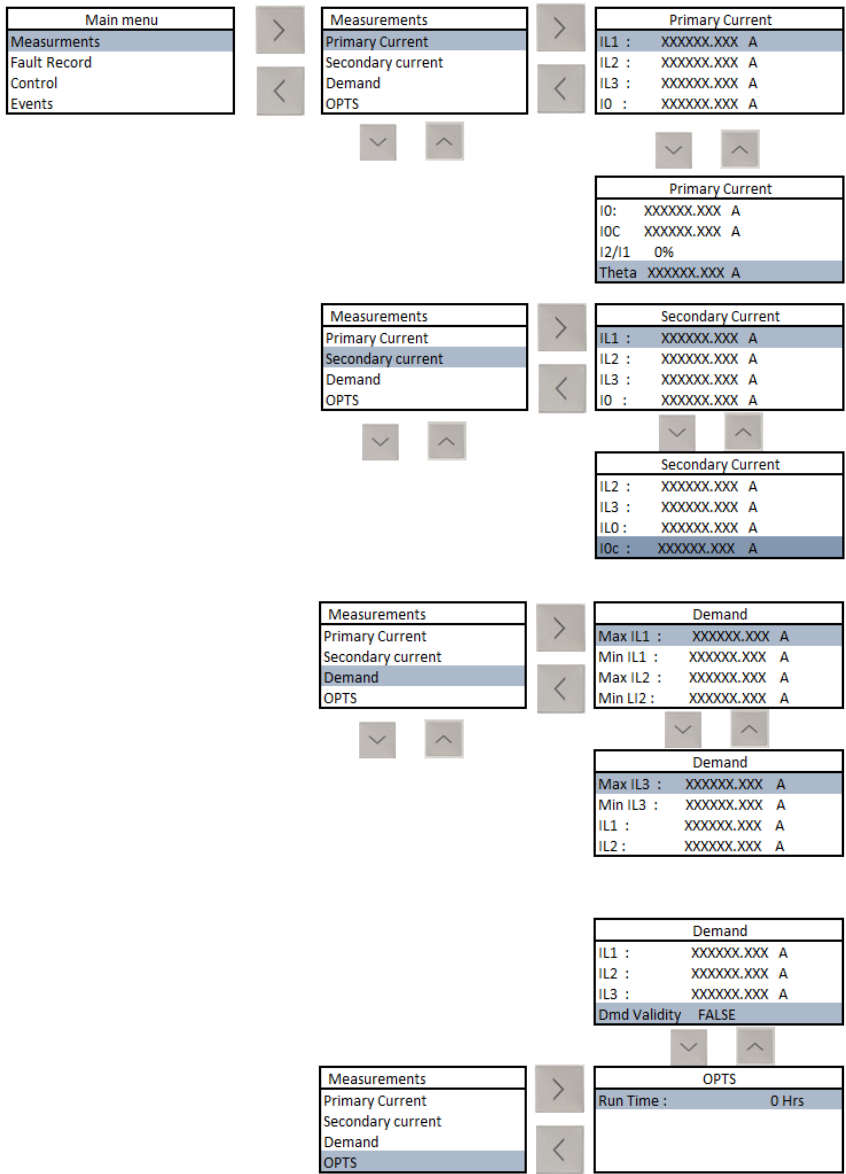 Main menu
Measurments
Fault Record
Control
Events
Measurements
Primary Current
Secondary current
Demand
OPTS
Primary Current
IL1 : XXXXXX.XXX A
IL2 : XXXXXX.XXX A
IL3 : XXXXXX.XXX A
I0 : XXXXXX.XXX A
Primary Current
I0: XXXXXX.XXX A
I0C XXXXXX.XXX A
I2/I1 0%
Theta XXXXXX.XXX A
Measurements
Primary Current
Secondary current
Demand
OPTS
Secondary Current
IL1 : XXXXXX.XXX A
IL2 : XXXXXX.XXX A
IL3 : XXXXXX.XXX A
I0 : XXXXXX.XXX A
Secondary Current
IL2 : XXXXXX.XXX A
IL3 : XXXXXX.XXX A
IL0 : XXXXXX.XXX A
I0c : XXXXXX.XXX A
Measurements
Primary Current
Secondary current
Demand
OPTS
Demand
Max IL1 : XXXXXX.XXX A
Min IL1 : XXXXXX.XXX A
Max IL2 : XXXXXX.XXX A
Min LI2 : XXXXXX.XXX A
Demand
Max IL3 : XXXXXX.XXX A
Min IL3 : XXXXXX.XXX A
IL1 : XXXXXX.XXX A
IL2 : XXXXXX.XXX A
Demand
IL1 : XXXXXX.XXX A
IL2 : XXXXXX.XXX A
IL3 : XXXXXX.XXX A
Dmd Validity FALSE
Measurements
Primary Current
Secondary current
Demand
OPTS
OPTS
Run Time : 0 Hrs